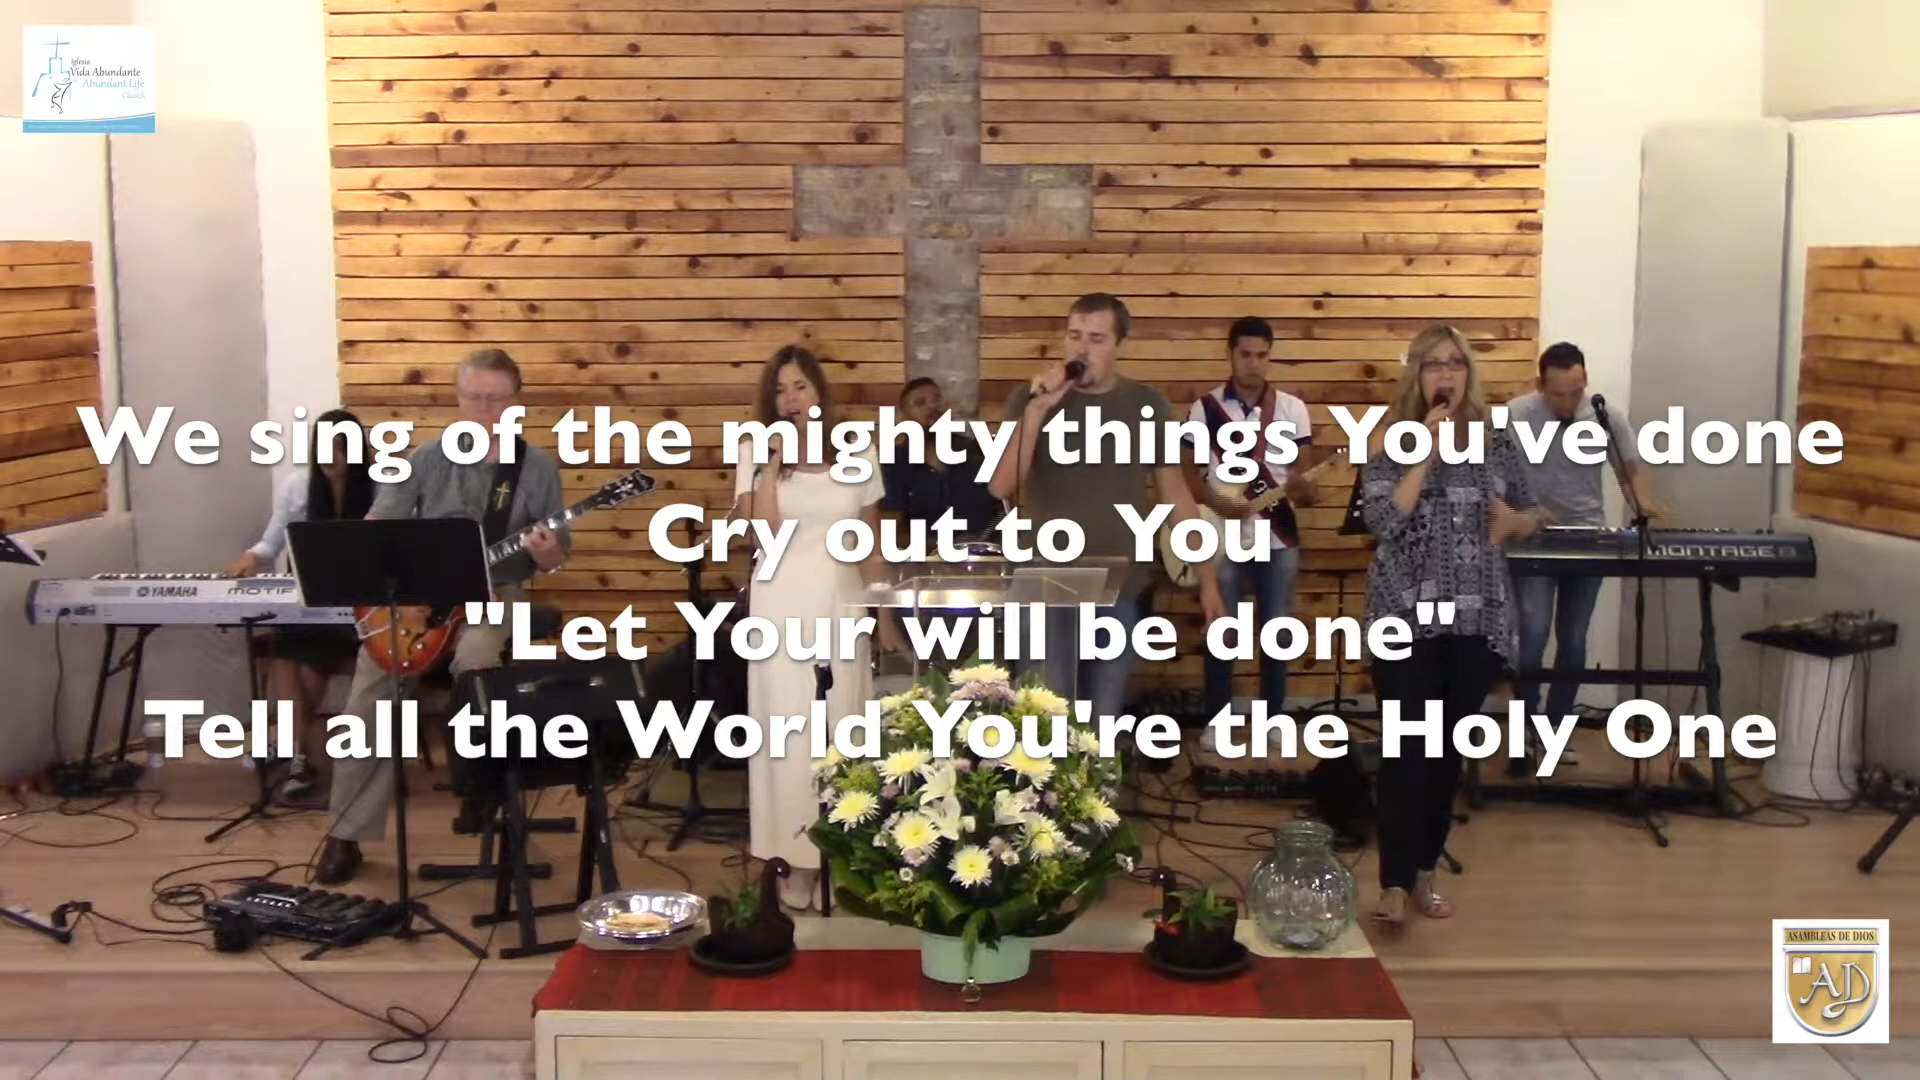 Iglesia
Vida Abundante
Abundant Life
Church
We sing of the mighty things You've done
Cry out to You
"Let Your will be done"
Tell all the World You're the Holy One
YAMAHA MOTIF
MONTAGE 8
ASAMBLEAS DE DIOS
AD